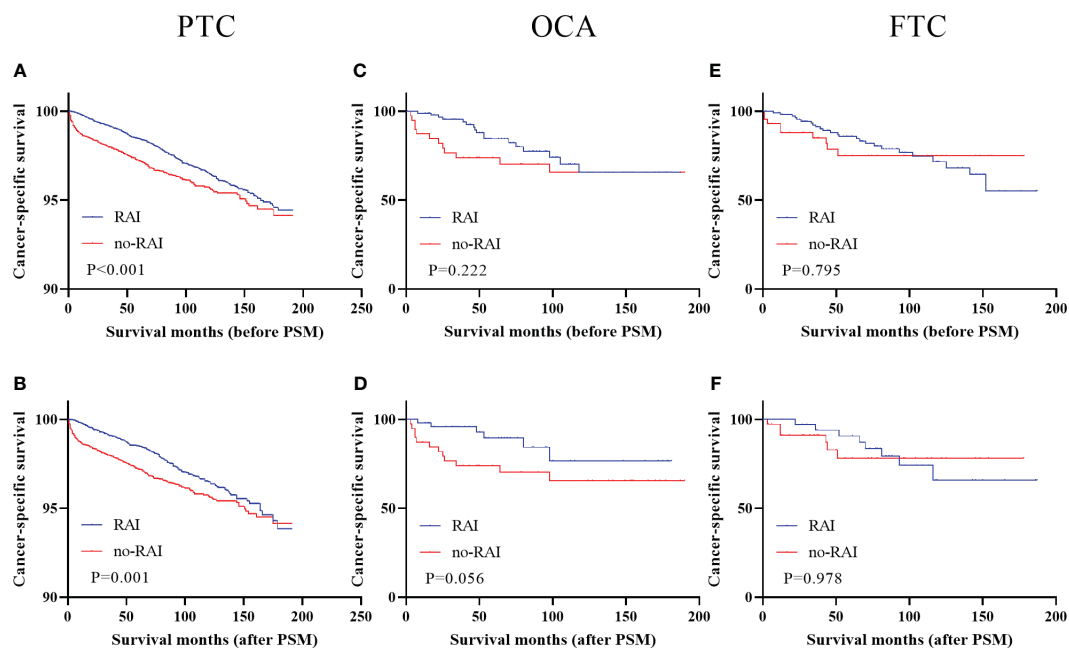 PTC
OCA
FTC
A
Cancer-specific survival
100
95
90
RAI
no-RAI
P<0.001
0 50 100 150 200 250
Survival months (before PSM)
C
Cancer-specific survival
100
50
0
RAI
no-RAI
P=0.222
0 50 100 150 200
Survival months (before PSM)
E
Cancer-specific survival
100
50
0
RAI
no-RAI
P=0.795
0 50 100 150 200
Survival months (before PSM)
B
Cancer-specific survival
100
95
90
RAI
no-RAI
P=0.001
0 50 100 150 200 250
Survival months (after PSM)
D
Cancer-specific survival
100
50
0
RAI
no-RAI
P=0.056
0 50 100 150 200
Survival months (after PSM)
F
Cancer-specific survival
100
50
0
RAI
no-RAI
P=0.978
0 50 100 150 200
Survival months (after PSM)